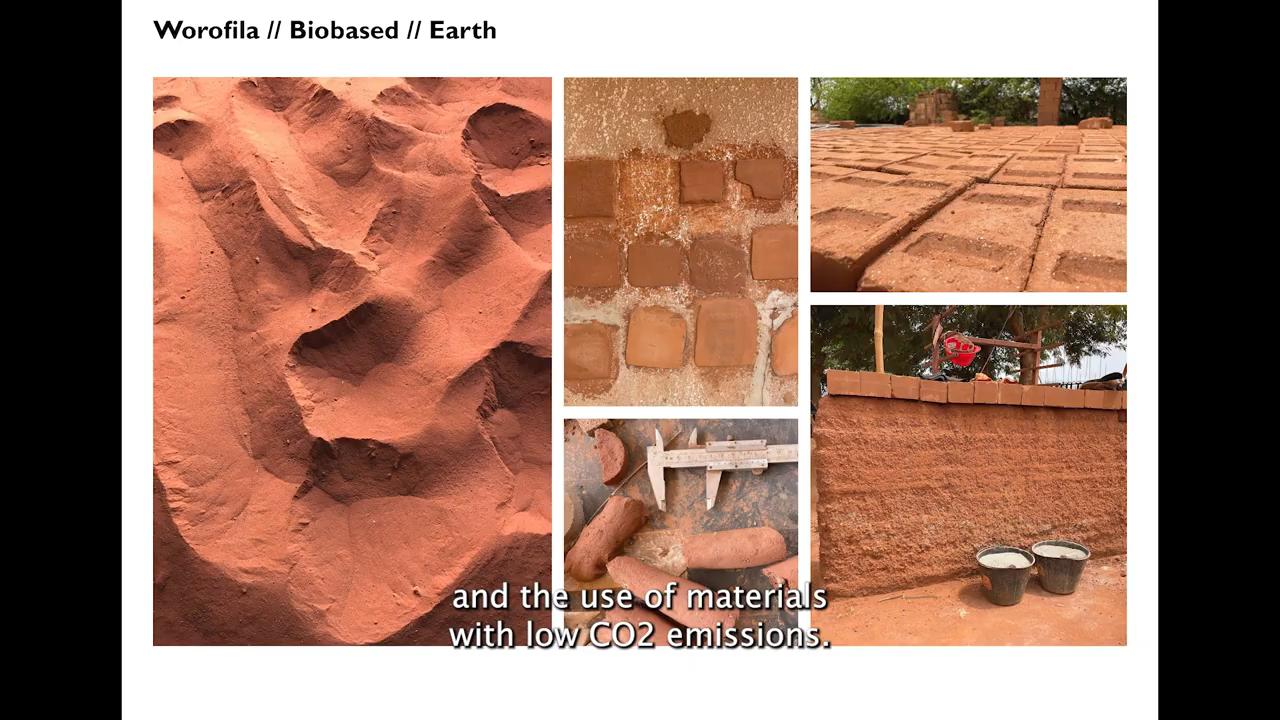 Worofila // Biobased // Earth
and the use of materials
with low CO2 emissions.